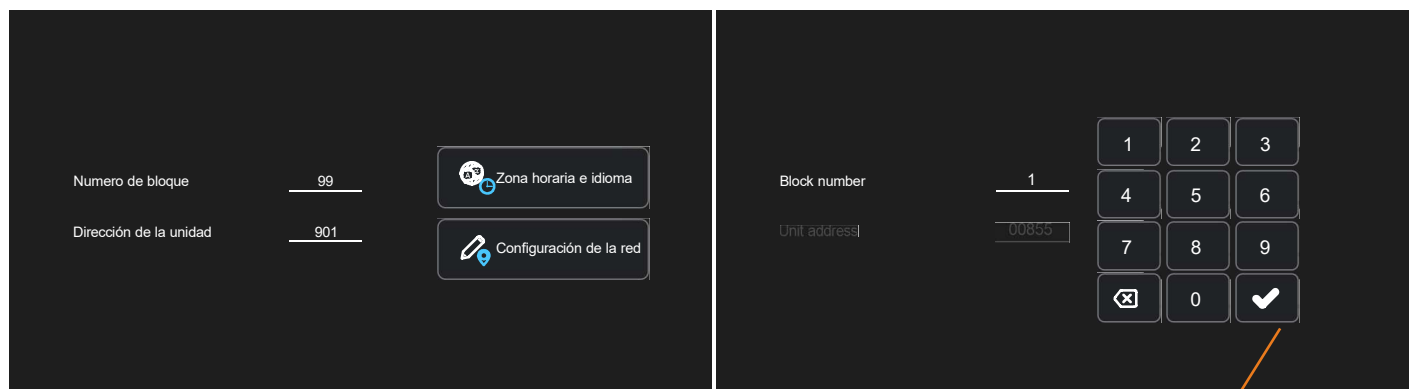 Numero de bloque 99
Dirección de la unidad 901
Zona horaria e idioma
Configuración de la red
Block number 1
Unit address 00855
1 2 3
4 5 6
7 8 9
0